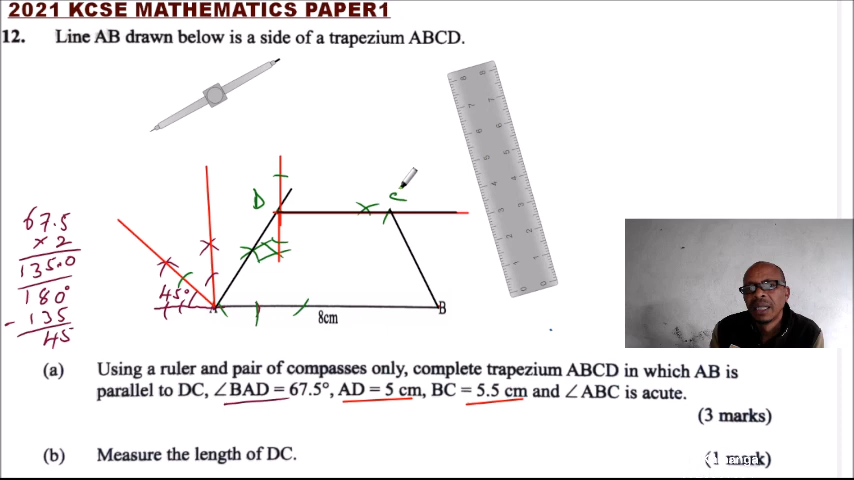 2021 KCSE MATHEMATICS PAPER1
12. Line AB drawn below is a side of a trapezium ABCD.
D
C
67.5
× 2
135.0
180°
- 135
45
45°
A
8cm
B
(a) Using a ruler and pair of compasses only, complete trapezium ABCD in which AB is
parallel to DC, ∠BAD = 67.5°, AD = 5 cm, BC = 5.5 cm and ∠ABC is acute.
(3 marks)
(b) Measure the length of DC.
(1 mark)